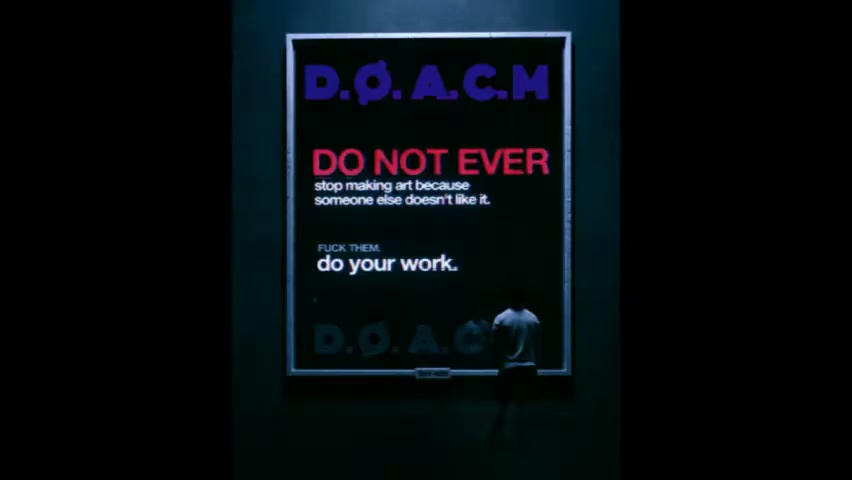 D.Ø.A.C.M
DO NOT EVER
stop making art because
someone else doesn't like it.
FUCK THEM.
do your work.
D.Ø.A.C